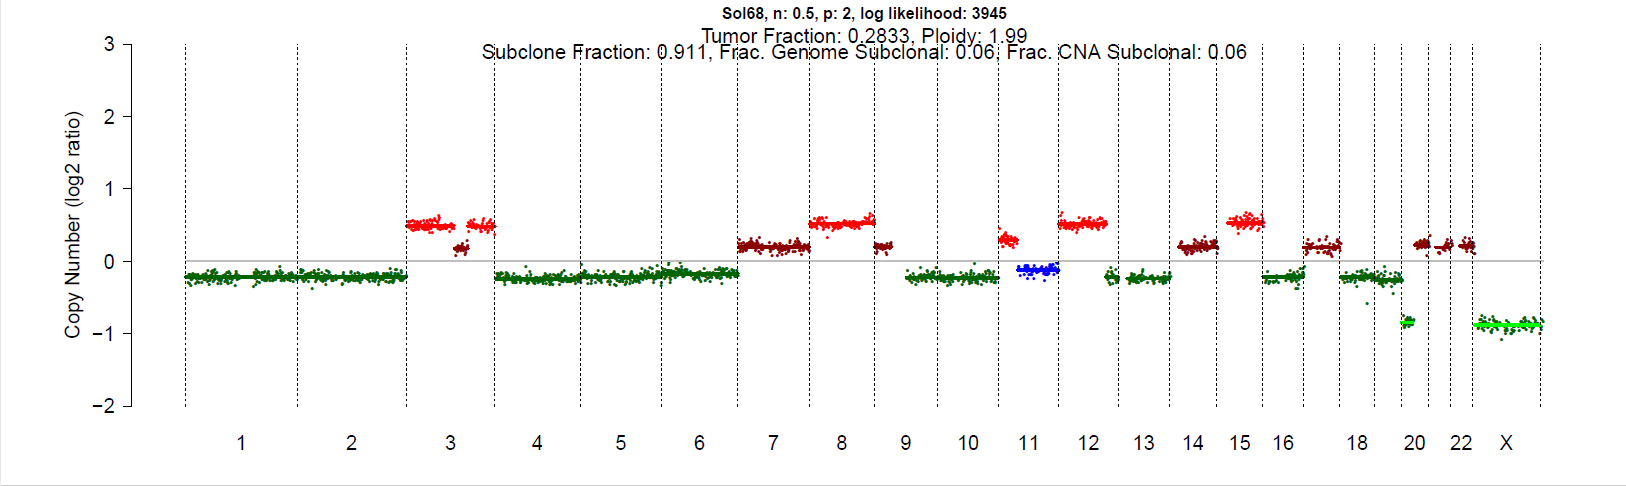 Sol68, n: 0.5, p: 2, log likelihood: 3945
Tumor Fraction: 0.2833, Ploidy: 1.99
Subclone Fraction: 0.911, Frac. Genome Subclonal: 0.06, Frac. CNA Subclonal: 0.06
Copy Number (log2 ratio)
3
2
1
0
−1
−2
1 2 3 4 5 6 7 8 9 10 11 12 13 14 15 16 18 20 22 X